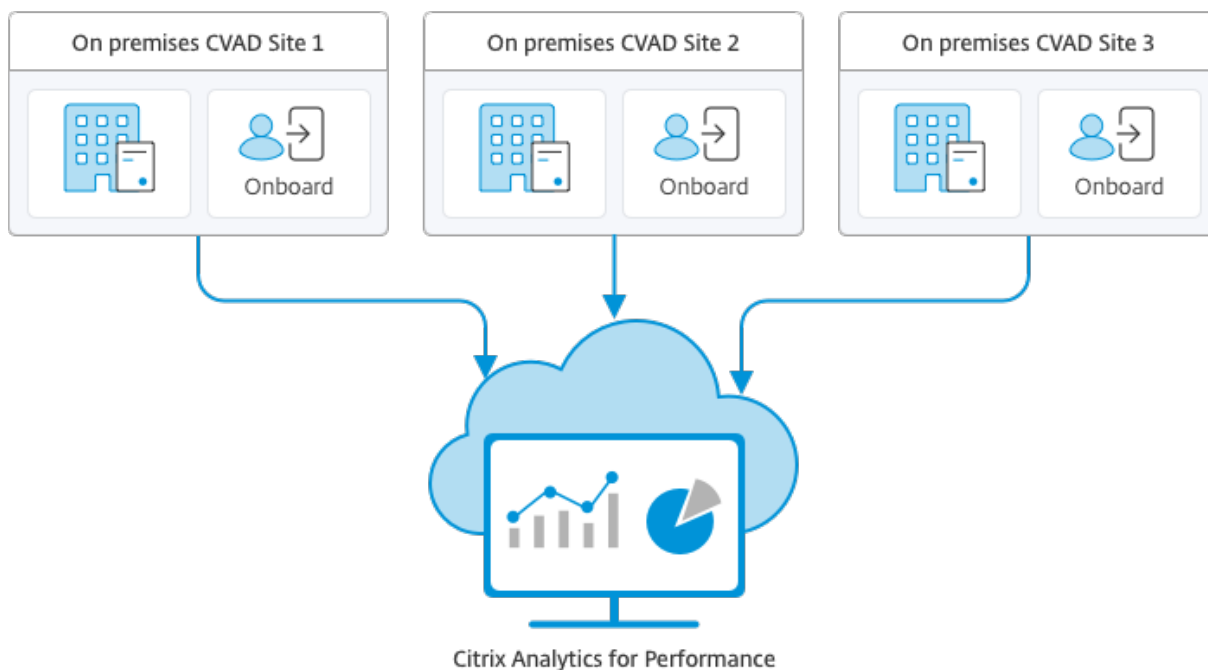 On premises CVAD Site 1
On premises CVAD Site 2
On premises CVAD Site 3
Onboard
Onboard
Onboard
Citrix Analytics for Performance